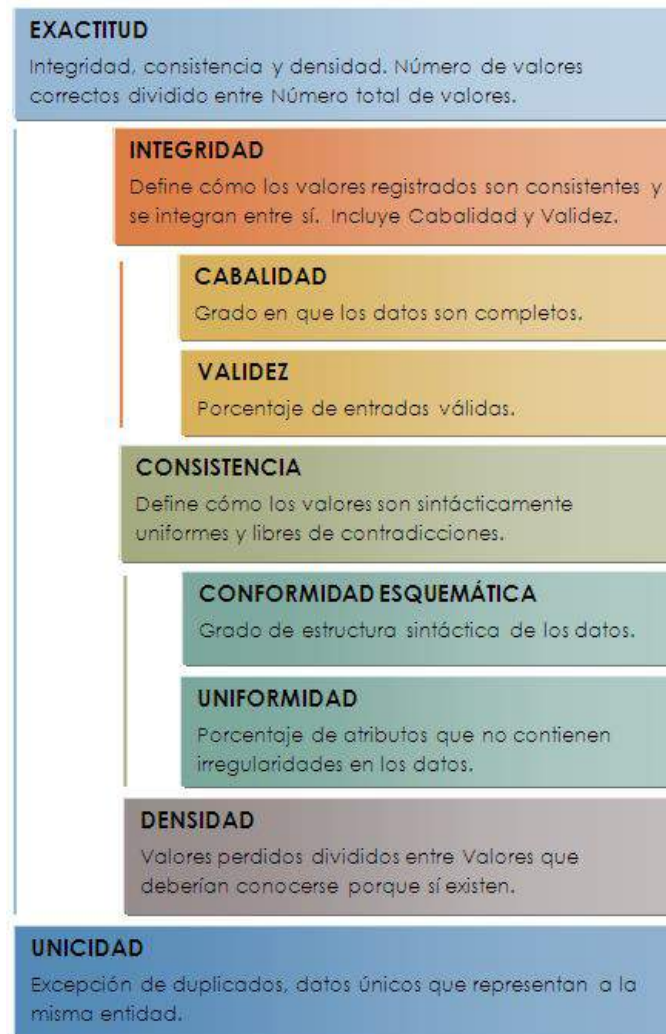 EXACTITUD
Integridad, consistencia y densidad. Número de valores
correctos dividido entre Número total de valores.
INTEGRIDAD
Define cómo los valores registrados son consistentes y
se integran entre sí. Incluye Cabalidad y Validez.
CABALIDAD
Grado en que los datos son completos.
VALIDEZ
Porcentaje de entradas válidas.
CONSISTENCIA
Define cómo los valores son sintácticamente
uniformes y libres de contradicciones.
CONFORMIDAD ESQUEMÁTICA
Grado de estructura sintáctica de los datos.
UNIFORMIDAD
Porcentaje de atributos que no contienen
irregularidades en los datos.
DENSIDAD
Valores perdidos divididos entre Valores que
deberían conocerse porque sí existen.
UNICIDAD
Excepción de duplicados, datos únicos que representan a la
misma entidad.